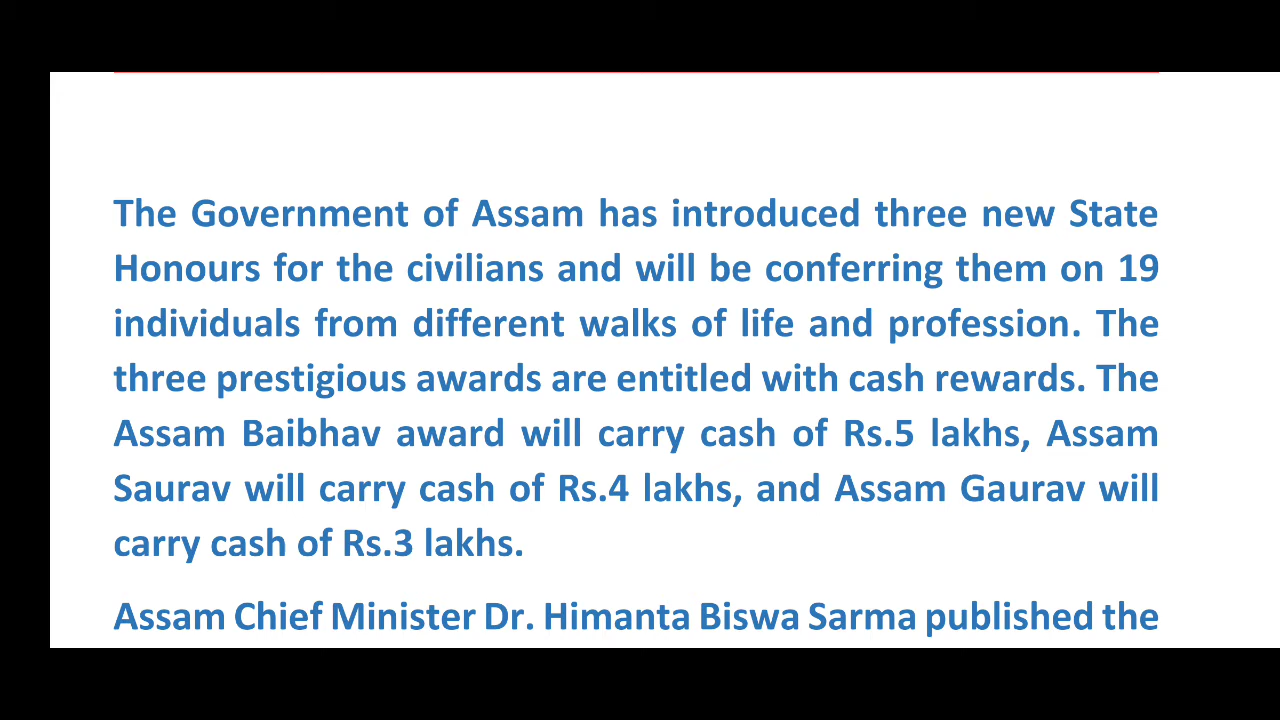 The Government of Assam has introduced three new State
Honours for the civilians and will be conferring them on 19
individuals from different walks of life and profession. The
three prestigious awards are entitled with cash rewards. The
Assam Baibhav award will carry cash of Rs.5 lakhs, Assam
Saurav will carry cash of Rs.4 lakhs, and Assam Gaurav will
carry cash of Rs.3 lakhs.
Assam Chief Minister Dr. Himanta Biswa Sarma published the